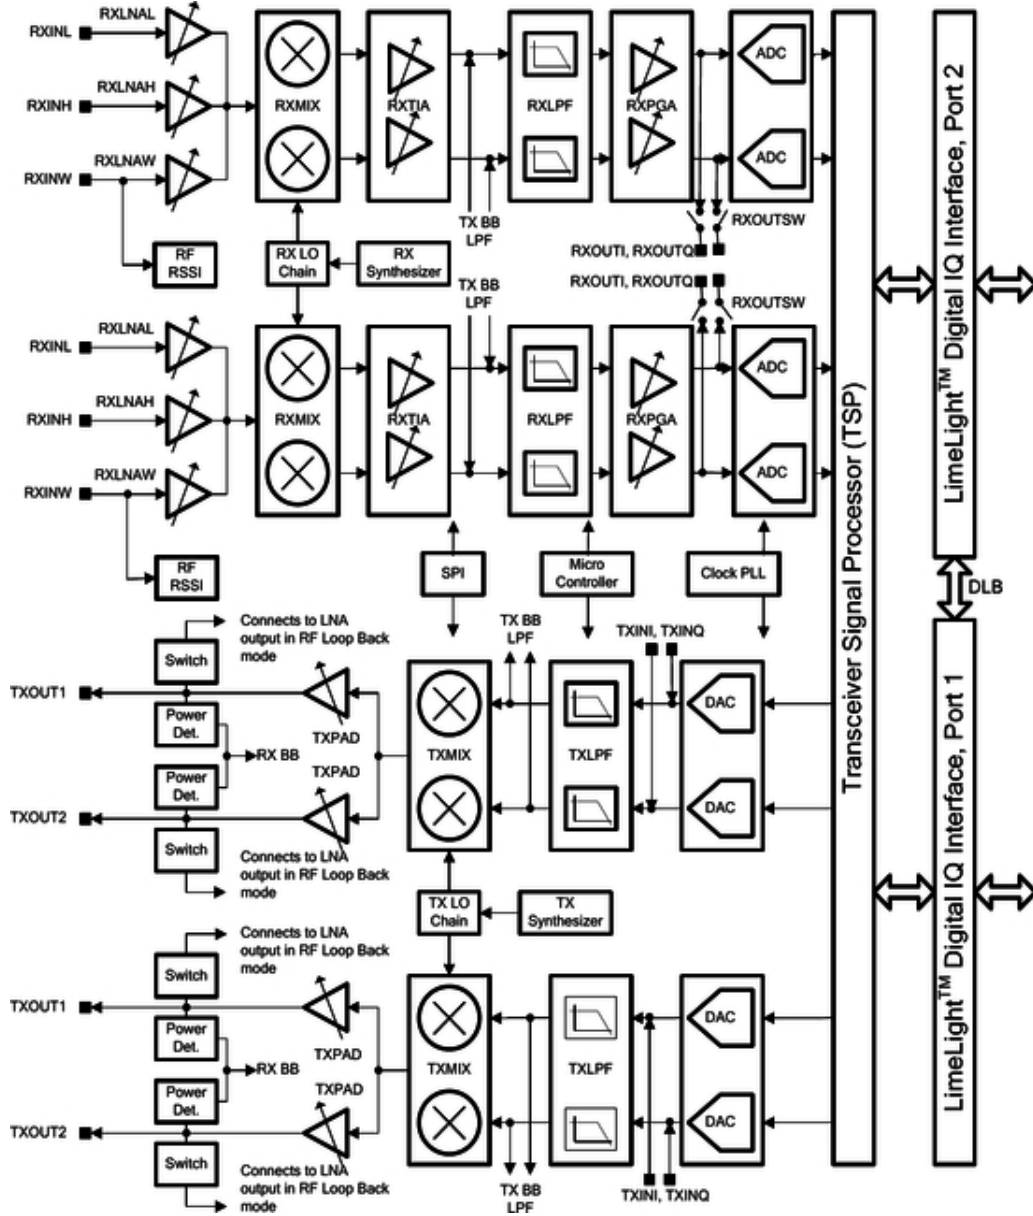 RXLNAL
RXINL
RXLNAH
RXINH
RXLNAW
RXINW
RXMIX
RXTIA
RXLPF
RXPGA
ADC
ADC
RF
RSSI
RX LO
Chain
RX
Synthesizer
TX BB
LPF
RXOUTSW
RXOUTI, RXOUTQ
RXOUTI, RXOUTQ
RXOUTSW
TX BB
LPF
RXLNAL
RXINL
RXLNAH
RXINH
RXLNAW
RXINW
RXMIX
RXTIA
RXLPF
RXPGA
ADC
ADC
RF
RSSI
SPI
Micro
Controller
Clock PLL
Connects to LNA
output in RF Loop Back
mode
Switch
TXOUT1
Power
Det.
RX BB
Power
Det.
TXOUT2
Switch
Connects to LNA
output in RF Loop Back
mode
TXPAD
TXPAD
TXMIX
TX BB
LPF
TXLPF
TXINI, TXINQ
DAC
DAC
TX LO
Chain
TX
Synthesizer
Connects to LNA
output in RF Loop Back
mode
Switch
TXOUT1
Power
Det.
RX BB
Power
Det.
TXOUT2
Switch
Connects to LNA
output in RF Loop Back
mode
TXPAD
TXPAD
TXMIX
TX BB
LPF
TXLPF
TXINI, TXINQ
DAC
DAC
Transceiver Signal Processor (TSP)
LimeLight™ Digital IQ Interface, Port 2
DLB
LimeLight™ Digital IQ Interface, Port 1